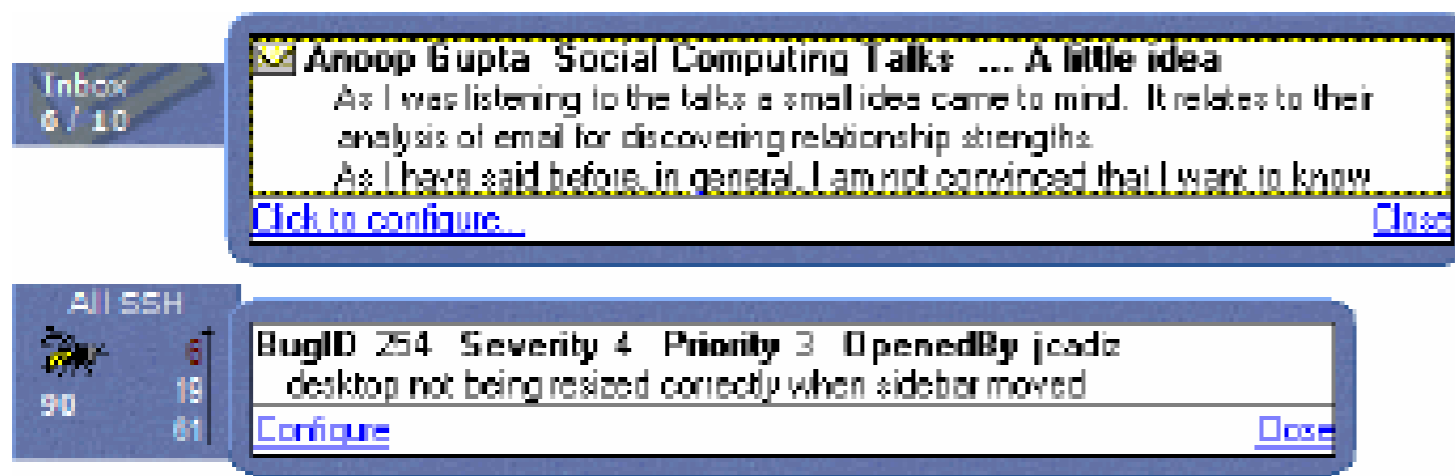 Inbox
6 / 10
Anoop Gupta Social Computing Talks ... A little idea
As I was listening to the talks a small idea came to mind. It relates to their
analysis of email for discovering relationship strengths
As I have said before, in general, I am not convinced that I want to know
Click to configure... Close
All SSH
6
19
90
61
BugID 254 Severity 4 Priority 3 OpenedBy jcadiz
desktop not being resized correctly when sidebar moved
Configure Close